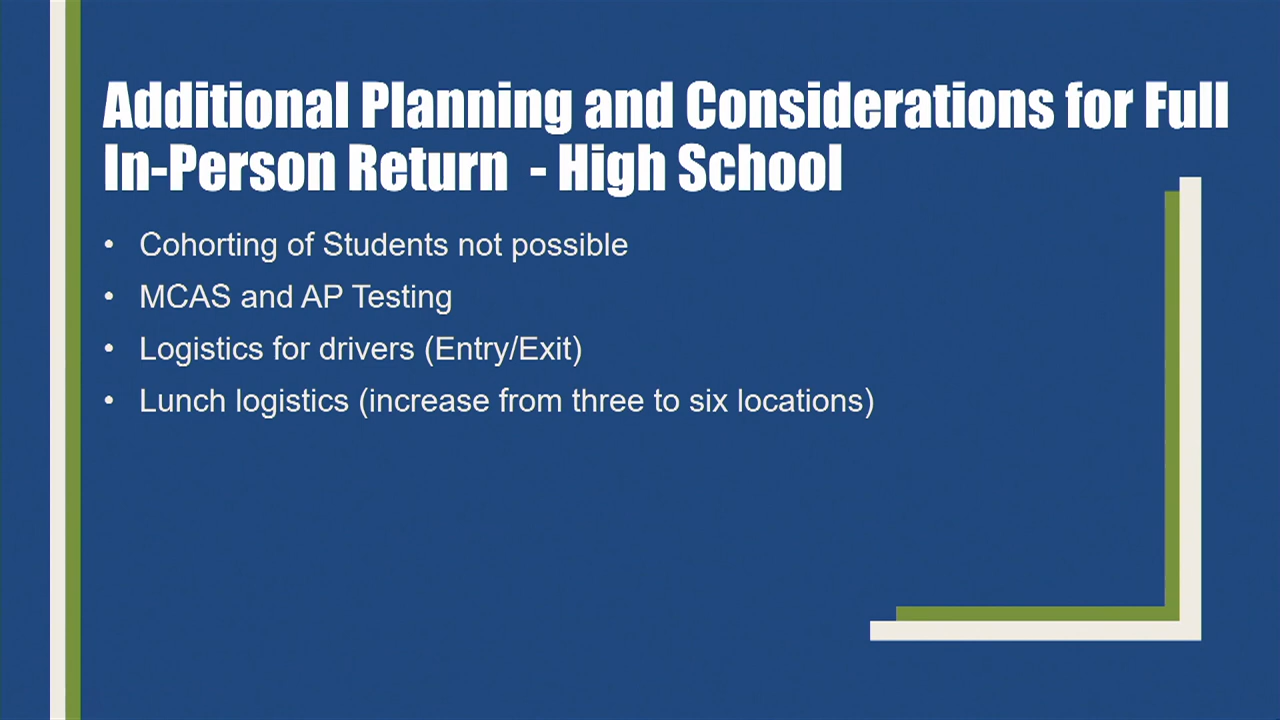 Additional Planning and Considerations for Full
In-Person Return - High School
• Cohorting of Students not possible
• MCAS and AP Testing
• Logistics for drivers (Entry/Exit)
• Lunch logistics (increase from three to six locations)